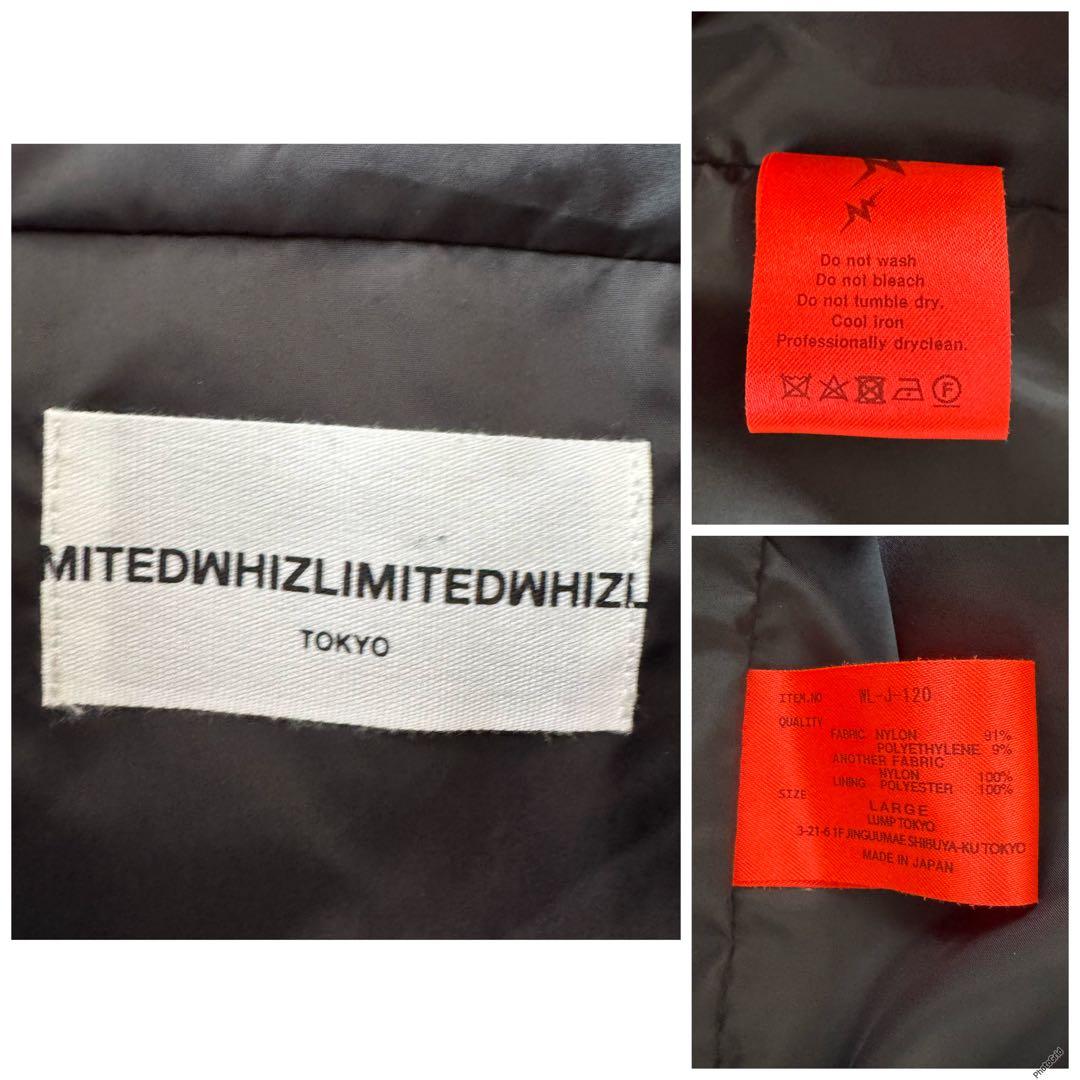 MITEDWHIZLIMITEDWHIZL
TOKYO
Do not wash
Do not bleach
Do not tumble dry.
Cool iron
Professionally dryclean.
F
ITEM.NO WL-J-120
QUALITY
FABRIC NYLON 91%
POLYETHYLENE 9%
ANOTHER FABRIC
NYLON 100%
LINING POLYESTER 100%
SIZE
LARGE
LUMP TOKYO
3-21-6 1F JINGUUMAE SHIBUYA-KU TOKYO
MADE IN JAPAN
PhotoGrid